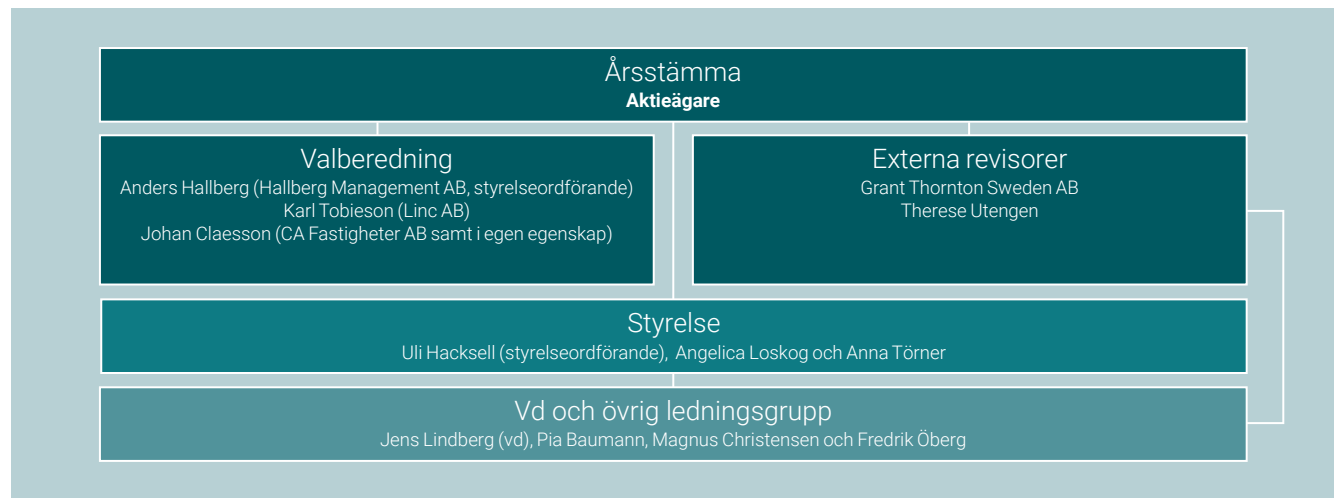 Årsstämma
Aktieägare
Valberedning
Anders Hallberg (Hallberg Management AB, styrelseordförande)
Karl Tobieson (Linc AB)
Johan Claesson (CA Fastigheter AB samt i egen egenskap)
Externa revisorer
Grant Thornton Sweden AB
Therese Utengen
Styrelse
Uli Hacksell (styrelseordförande), Angelica Loskog och Anna Törner
Vd och övrig ledningsgrupp
Jens Lindberg (vd), Pia Baumann, Magnus Christensen och Fredrik Öberg